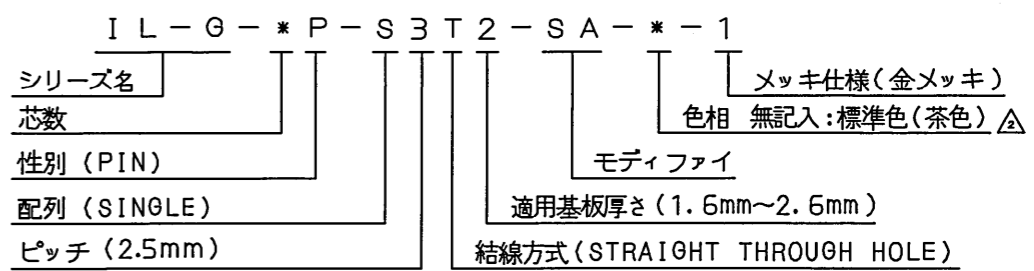 IL-G-*P-S3T2-SA-*-1
シリーズ名
メッキ仕様(金メッキ)
芯数
色相 無記入:標準色(茶色) 2
性別 (PIN)
モディファイ
配列 (SINGLE)
適用基板厚さ(1.6mm~2.6mm)
ピッチ (2.5mm)
結線方式(STRAIGHT THROUGH HOLE)